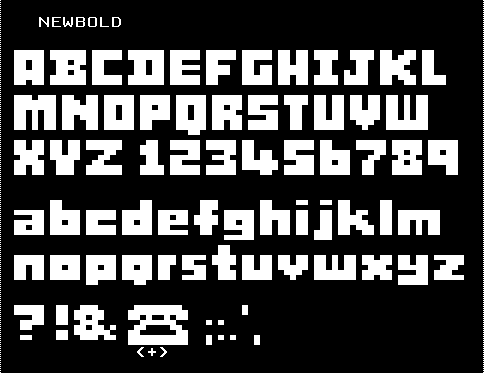 NEWBOLD
ABCDEFGHIJKL
MNOPQRSTUVW
XYZ 123456789
abcdefghijklm
nopqrstuvwxyz
?!& ☎ ; : . ' ,
<+>